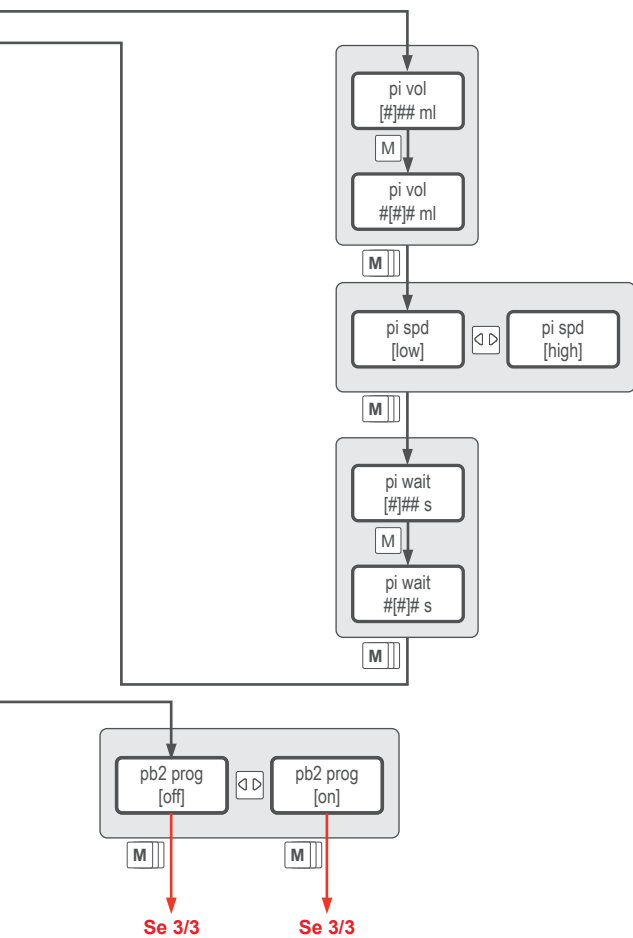 pi vol
[#]## ml
M
pi vol
#[#]# ml
M
pi spd
[low]
pi spd
[high]
M
pi wait
[#]## s
M
pi wait
#[#]# s
M
pb2 prog
[off]
pb2 prog
[on]
M
M
Se 3/3
Se 3/3